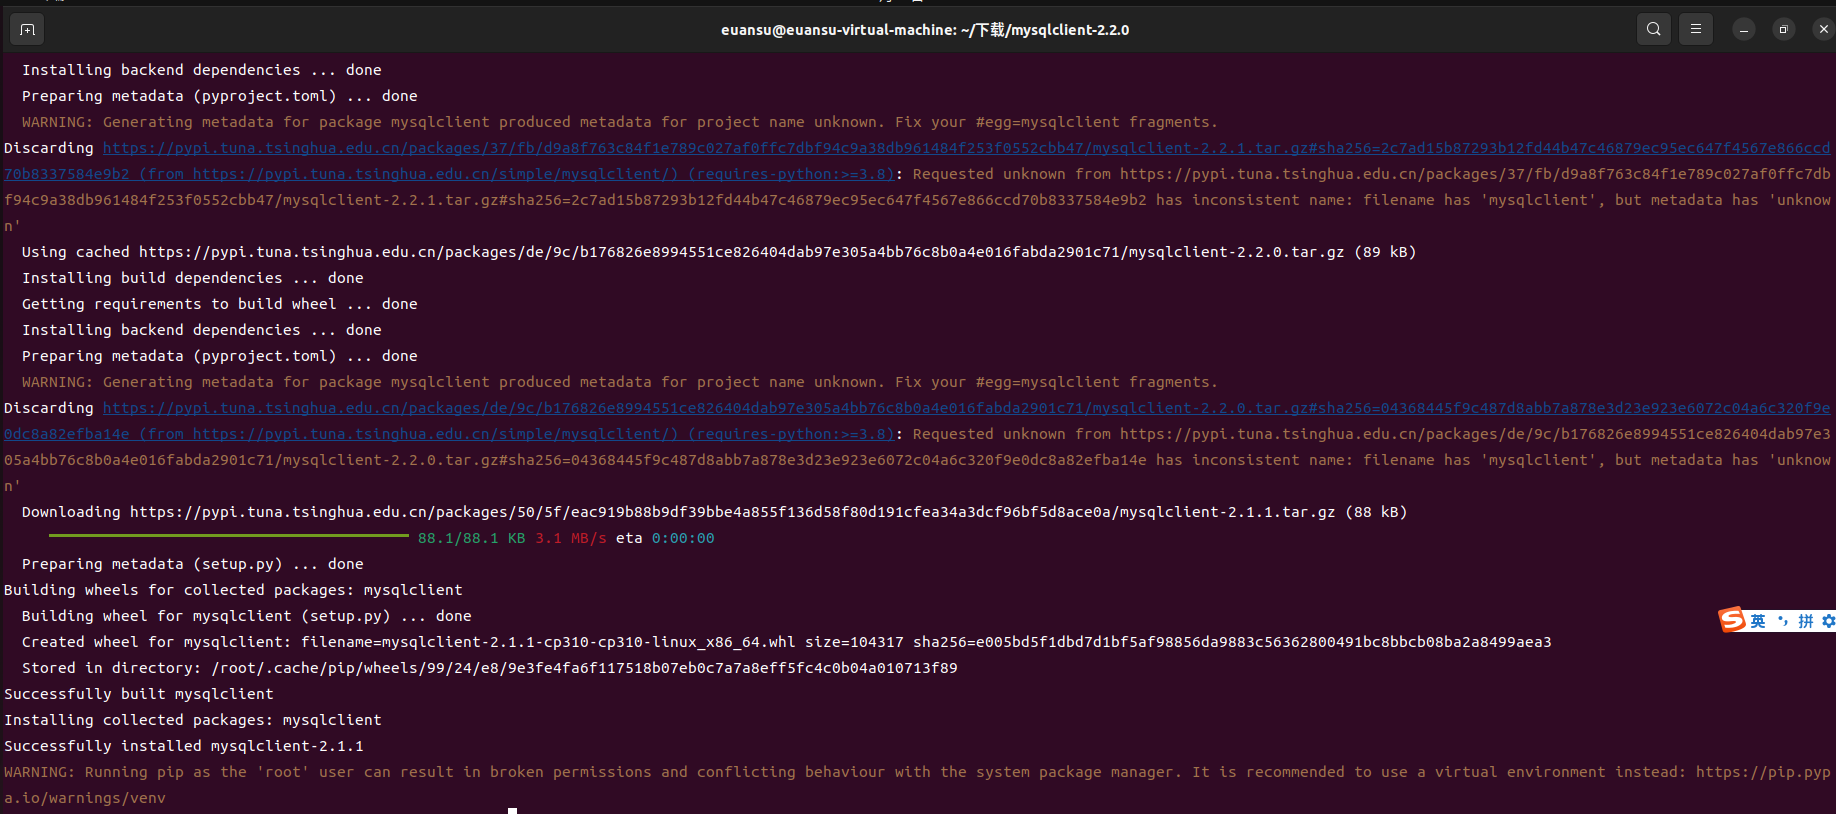 euansu@euansu-virtual-machine: ~/下载/mysqlclient-2.2.0
Installing backend dependencies ... done
Preparing metadata (pyproject.toml) ... done
WARNING: Generating metadata for package mysqlclient produced metadata for project name unknown. Fix your #egg=mysqlclient fragments.
Discarding https://pypi.tuna.tsinghua.edu.cn/packages/37/fb/d9a8f763c84f1e789c027af0ffc7dbf94c9a38db961484f253f0552cbb47/mysqlclient-2.2.1.tar.gz#sha256=2c7ad15b87293b12fd44b47c46879ec95ec647f4567e866ccd
70b8337584e9b2 (from https://pypi.tuna.tsinghua.edu.cn/simple/mysqlclient/) (requires-python:>=3.8): Requested unknown from https://pypi.tuna.tsinghua.edu.cn/packages/37/fb/d9a8f763c84f1e789c027af0ffc7db
f94c9a38db961484f253f0552cbb47/mysqlclient-2.2.1.tar.gz#sha256=2c7ad15b87293b12fd44b47c46879ec95ec647f4567e866ccd70b8337584e9b2 has inconsistent name: filename has 'mysqlclient', but metadata has 'unknow
n'
Using cached https://pypi.tuna.tsinghua.edu.cn/packages/de/9c/b176826e8994551ce826404dab97e305a4bb76c8b0a4e016fabda2901c71/mysqlclient-2.2.0.tar.gz (89 kB)
Installing build dependencies ... done
Getting requirements to build wheel ... done
Installing backend dependencies ... done
Preparing metadata (pyproject.toml) ... done
WARNING: Generating metadata for package mysqlclient produced metadata for project name unknown. Fix your #egg=mysqlclient fragments.
Discarding https://pypi.tuna.tsinghua.edu.cn/packages/de/9c/b176826e8994551ce826404dab97e305a4bb76c8b0a4e016fabda2901c71/mysqlclient-2.2.0.tar.gz#sha256=04368445f9c487d8abb7a878e3d23e923e6072c04a6c320f9e
0dc8a82efba14e (from https://pypi.tuna.tsinghua.edu.cn/simple/mysqlclient/) (requires-python:>=3.8): Requested unknown from https://pypi.tuna.tsinghua.edu.cn/packages/de/9c/b176826e8994551ce826404dab97e3
05a4bb76c8b0a4e016fabda2901c71/mysqlclient-2.2.0.tar.gz#sha256=04368445f9c487d8abb7a878e3d23e923e6072c04a6c320f9e0dc8a82efba14e has inconsistent name: filename has 'mysqlclient', but metadata has 'unknow
n'
Downloading https://pypi.tuna.tsinghua.edu.cn/packages/50/5f/eac919b88b9df39bbe4a855f136d58f80d191cfea34a3dcf96bf5d8ace0a/mysqlclient-2.1.1.tar.gz (88 kB)
88.1/88.1 KB 3.1 MB/s eta 0:00:00
Preparing metadata (setup.py) ... done
Building wheels for collected packages: mysqlclient
Building wheel for mysqlclient (setup.py) ... done
Created wheel for mysqlclient: filename=mysqlclient-2.1.1-cp310-cp310-linux_x86_64.whl size=104317 sha256=e005bd5f1dbd7d1bf5af98856da9883c56362800491bc8bbcb08ba2a8499aea3
Stored in directory: /root/.cache/pip/wheels/99/24/e8/9e3fe4fa6f117518b07eb0c7a7a8eff5fc4c0b04a010713f89
Successfully built mysqlclient
Installing collected packages: mysqlclient
Successfully installed mysqlclient-2.1.1
WARNING: Running pip as the 'root' user can result in broken permissions and conflicting behaviour with the system package manager. It is recommended to use a virtual environment instead: https://pip.pyp
a.io/warnings/venv
S 英 拼